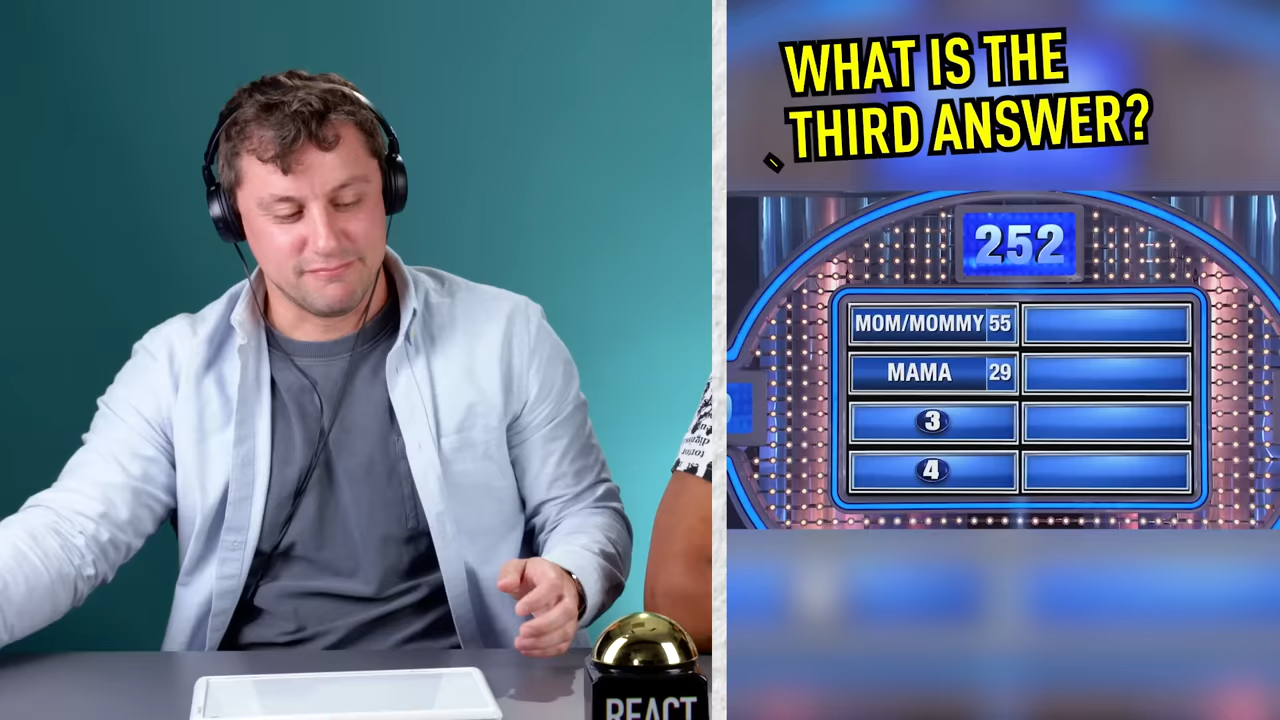 WHAT IS THE
THIRD ANSWER?
252
MOM/MOMMY 55
MAMA 29
3
4
REACT